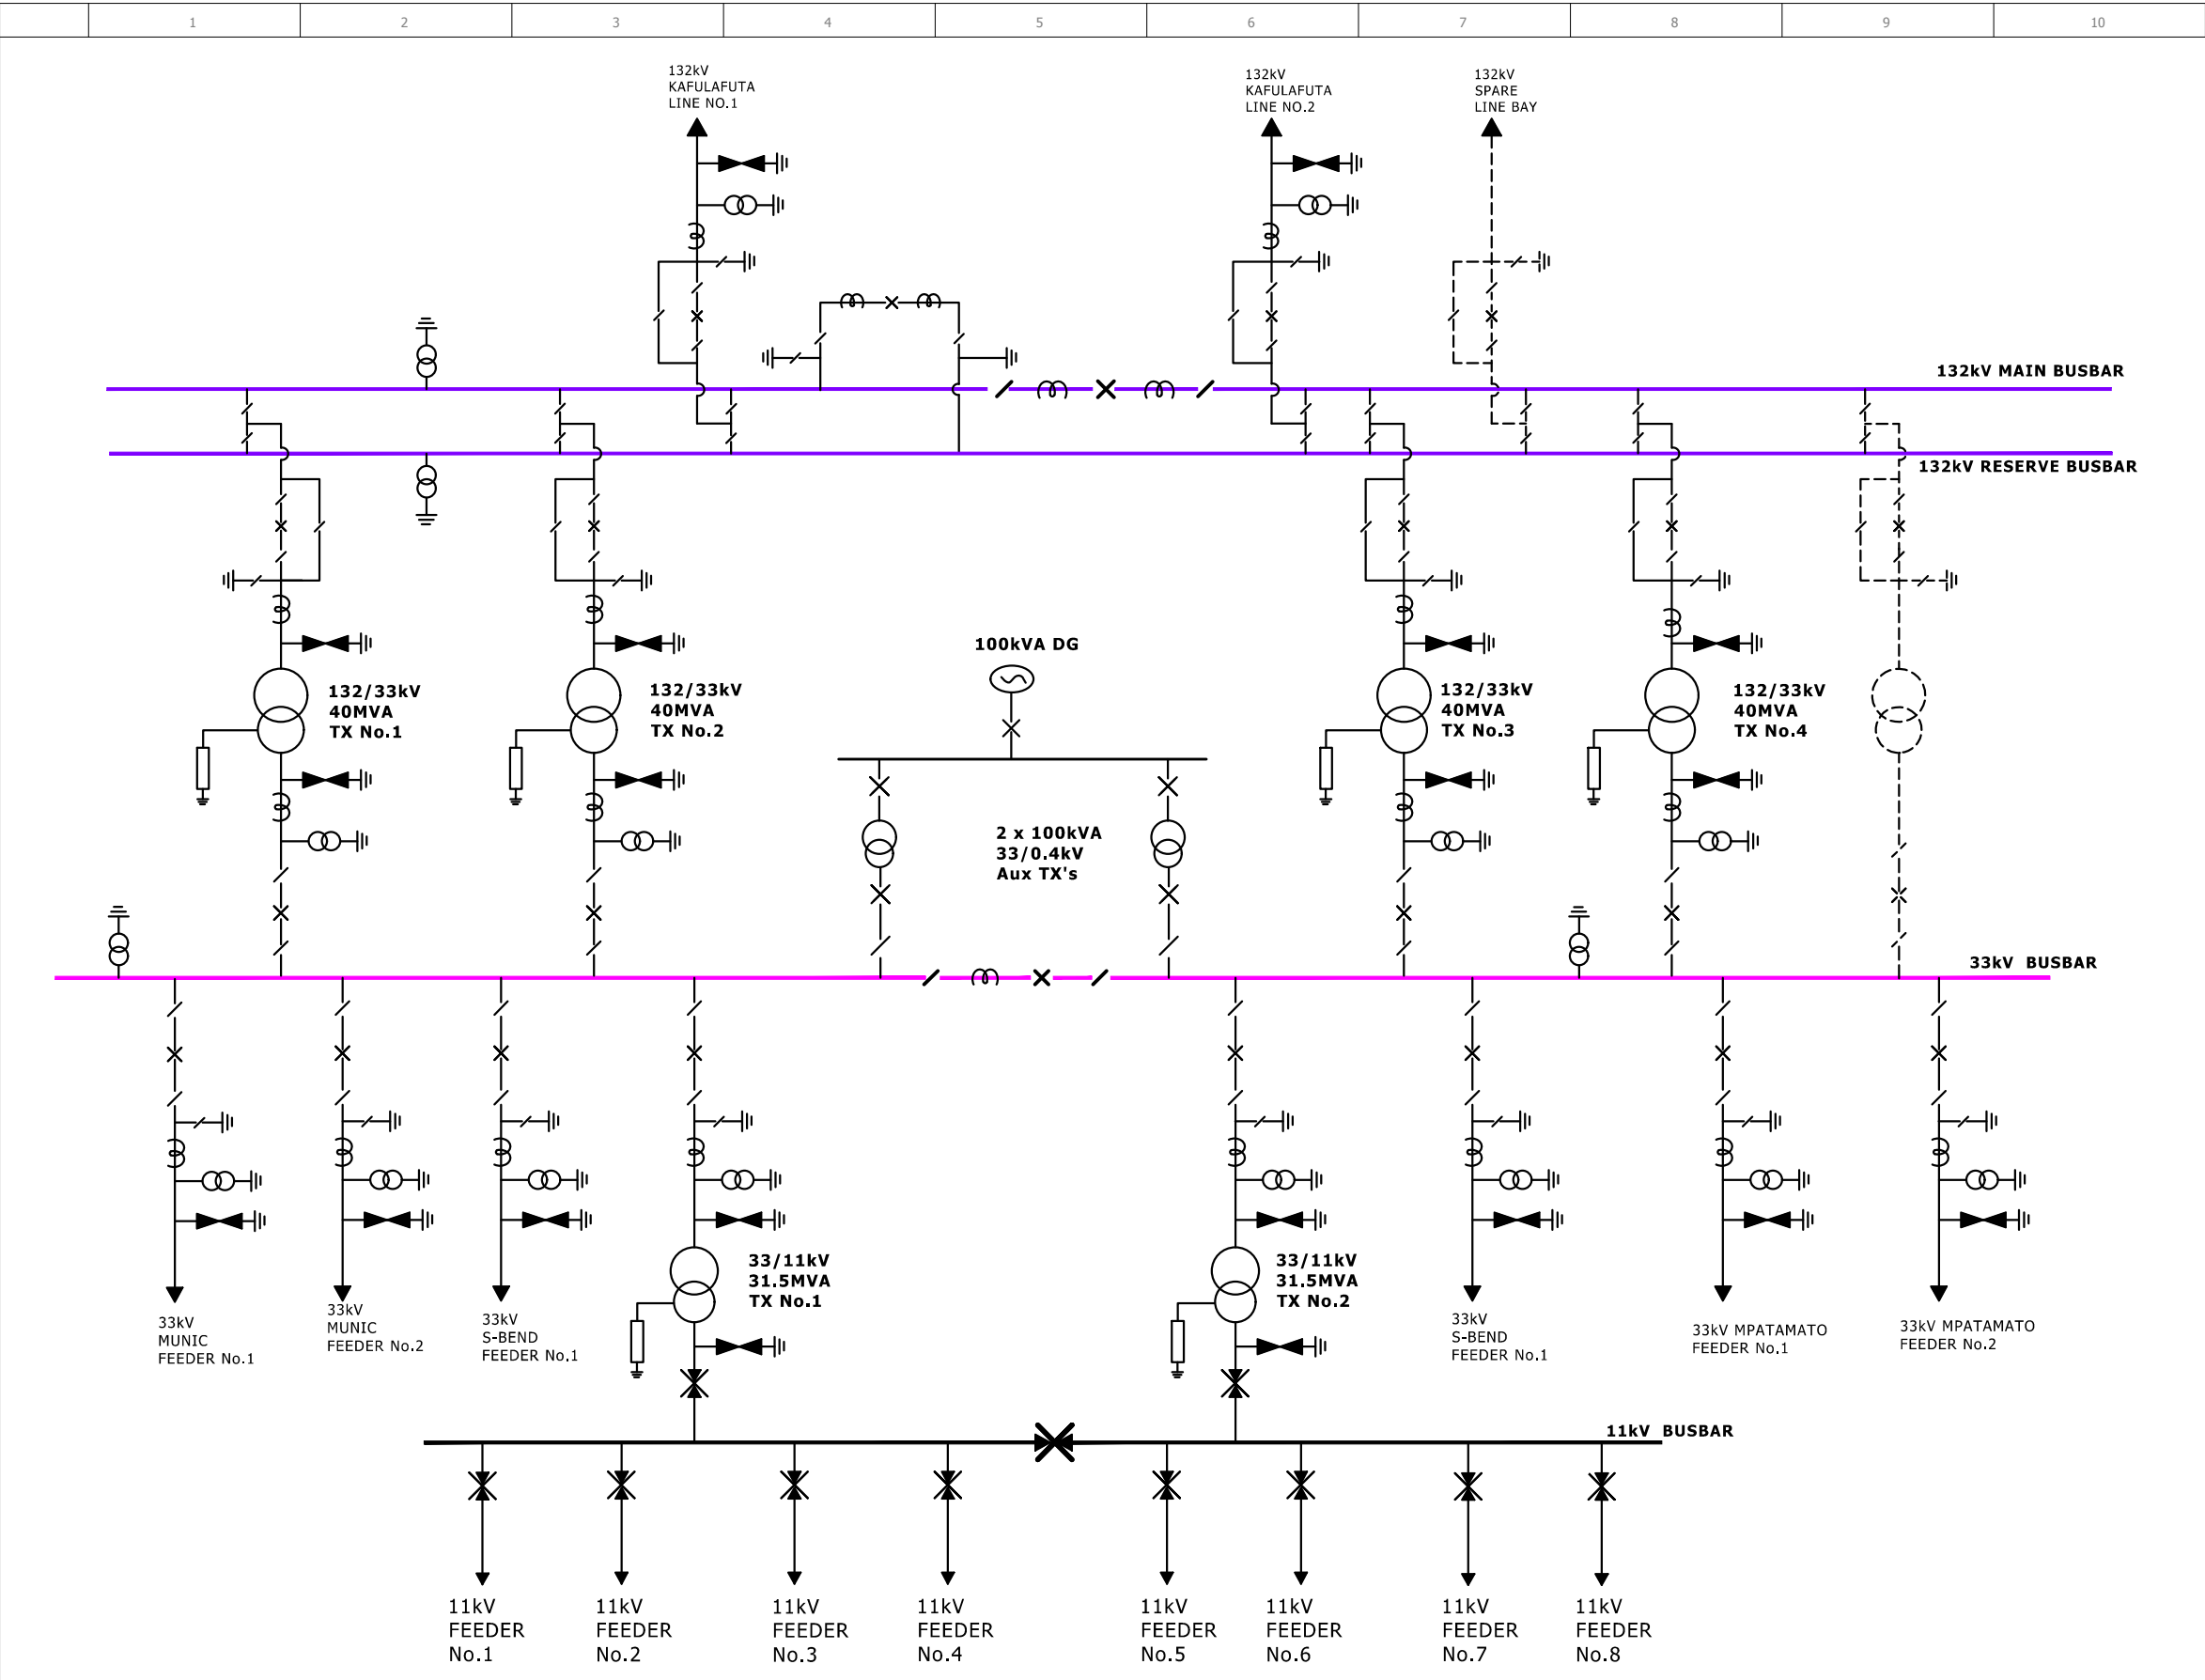 1 2 3 4 5 6 7 8 9 10
132kV
KAFULAFUTA
LINE NO.1
132kV
KAFULAFUTA
LINE NO.2
132kV
SPARE
LINE BAY
132kV MAIN BUSBAR
132kV RESERVE BUSBAR
132/33kV
40MVA
TX No.1
132/33kV
40MVA
TX No.2
100kVA DG
132/33kV
40MVA
TX No.3
132/33kV
40MVA
TX No.4
2 x 100kVA
33/0.4kV
Aux TX's
33kV BUSBAR
33kV
MUNIC
FEEDER No.1
33kV
MUNIC
FEEDER No.2
33kV
S-BEND
FEEDER No.1
33/11kV
31.5MVA
TX No.1
33/11kV
31.5MVA
TX No.2
33kV
S-BEND
FEEDER No.1
33kV MPATAMATO
FEEDER No.1
33kV MPATAMATO
FEEDER No.2
11kV BUSBAR
11kV
FEEDER
No.1
11kV
FEEDER
No.2
11kV
FEEDER
No.3
11kV
FEEDER
No.4
11kV
FEEDER
No.5
11kV
FEEDER
No.6
11kV
FEEDER
No.7
11kV
FEEDER
No.8